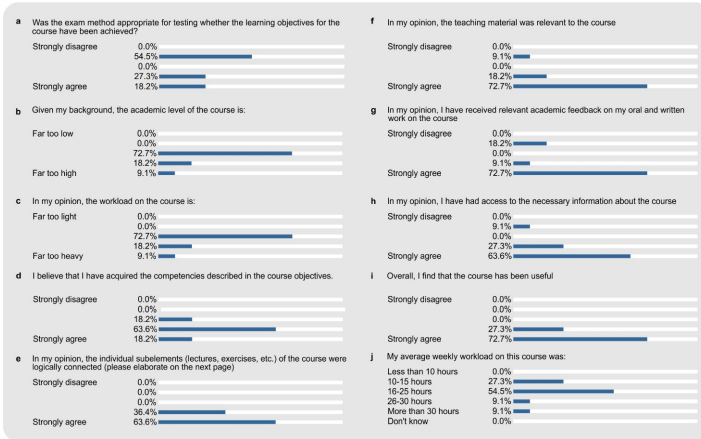 a Was the exam method appropriate for testing whether the learning objectives for the
course have been achieved?
Strongly disagree 0.0%
54.5%
0.0%
27.3%
Strongly agree 18.2%
b Given my background, the academic level of the course is:
Far too low 0.0%
0.0%
72.7%
18.2%
Far too high 9.1%
c In my opinion, the workload on the course is:
Far too light 0.0%
0.0%
72.7%
18.2%
Far too heavy 9.1%
d I believe that I have acquired the competencies described in the course objectives.
Strongly disagree 0.0%
0.0%
18.2%
63.6%
Strongly agree 18.2%
e In my opinion, the individual subelements (lectures, exercises, etc.) of the course were
logically connected (please elaborate on the next page)
Strongly disagree 0.0%
0.0%
0.0%
36.4%
Strongly agree 63.6%
f In my opinion, the teaching material was relevant to the course
Strongly disagree 0.0%
9.1%
0.0%
18.2%
Strongly agree 72.7%
g In my opinion, I have received relevant academic feedback on my oral and written
work on the course
Strongly disagree 0.0%
18.2%
0.0%
9.1%
Strongly agree 72.7%
h In my opinion, I have had access to the necessary information about the course
Strongly disagree 0.0%
9.1%
0.0%
27.3%
Strongly agree 63.6%
i Overall, I find that the course has been useful
Strongly disagree 0.0%
0.0%
0.0%
27.3%
Strongly agree 72.7%
j My average weekly workload on this course was:
Less than 10 hours 0.0%
10-15 hours 27.3%
16-25 hours 54.5%
26-30 hours 9.1%
More than 30 hours 9.1%
Don't know 0.0%